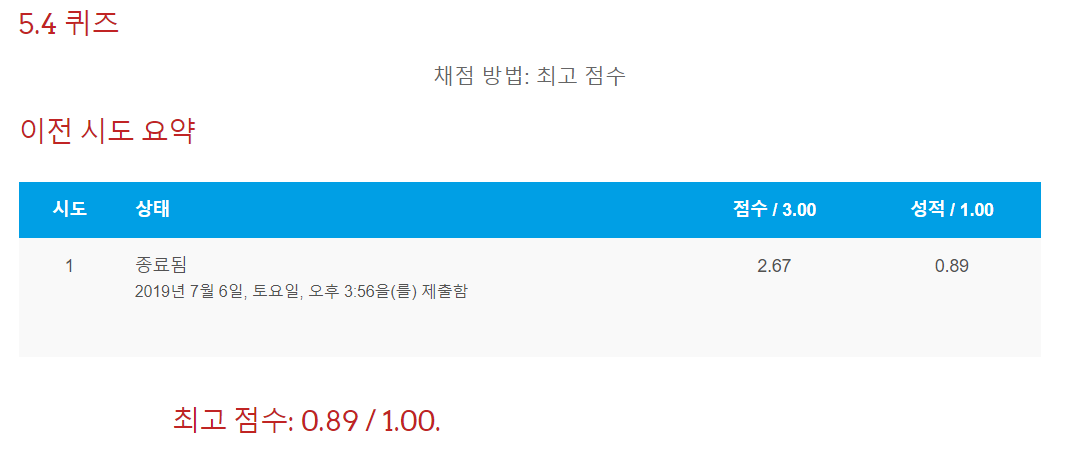 5.4 퀴즈
채점 방법: 최고 점수
이전 시도 요약
시도 상태 점수 / 3.00 성적 / 1.00
1 종료됨 2.67 0.89
2019년 7월 6일, 토요일, 오후 3:56을(를) 제출함
최고 점수: 0.89 / 1.00.